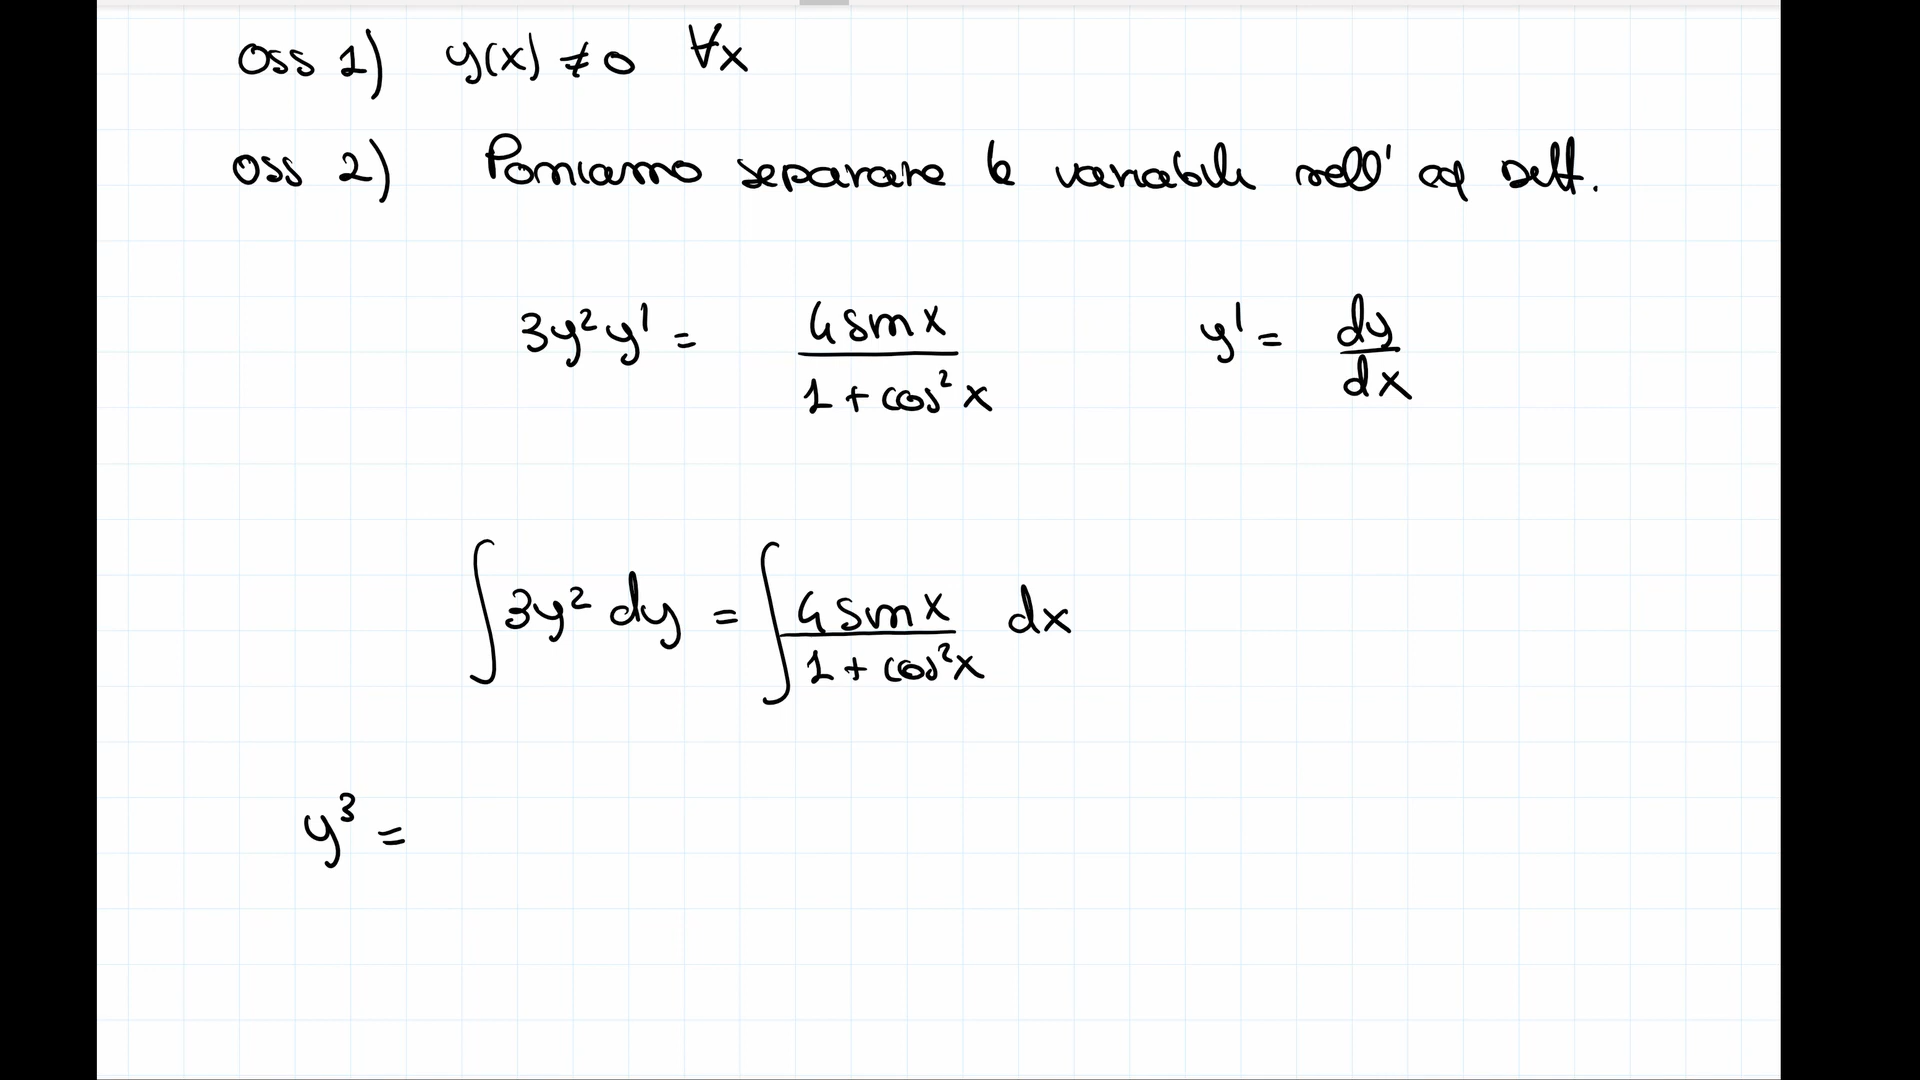 Oss 1) y(x) ≠ 0 ∀x
Oss 2) Possiamo separare le variabili nell' eq diff.
3y² y' = 4 sin x / (1 + cos² x) y' = dy/dx
∫ 3y² dy = ∫ 4 sin x / (1 + cos² x) dx
y³ =